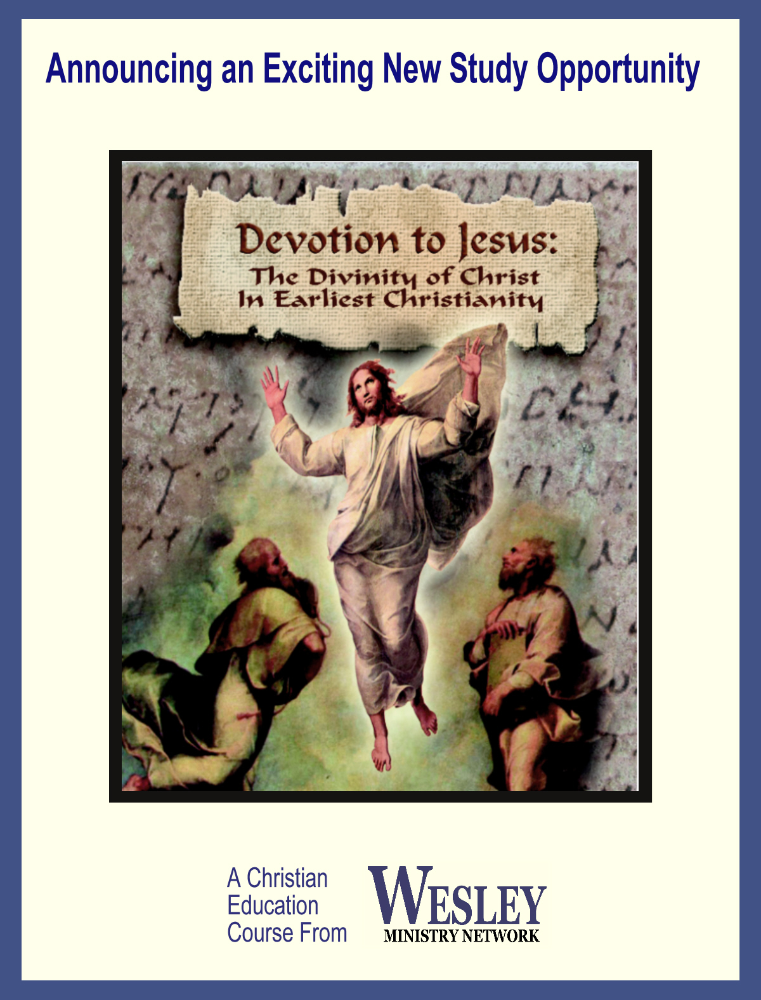 Announcing an Exciting New Study Opportunity
Devotion to Jesus:
The Divinity of Christ
In Earliest Christianity
A Christian
Education
Course From
WESLEY
MINISTRY NETWORK